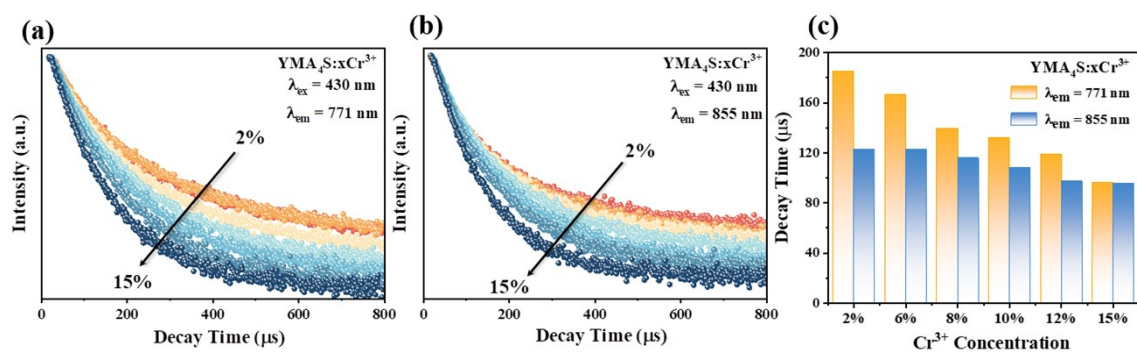 (a)
YMA₄S:xCr³⁺
λex = 430 nm
λem = 771 nm
2%
15%
Intensity (a.u.)
0 200 400 600 800
Decay Time (μs)
(b)
YMA₄S:xCr³⁺
λex = 430 nm
λem = 855 nm
2%
15%
Intensity (a.u.)
0 200 400 600 800
Decay Time (μs)
(c)
YMA₄S:xCr³⁺
λem = 771 nm
λem = 855 nm
Decay Time (μs)
200
160
120
80
40
0
2% 6% 8% 10% 12% 15%
Cr³⁺ Concentration